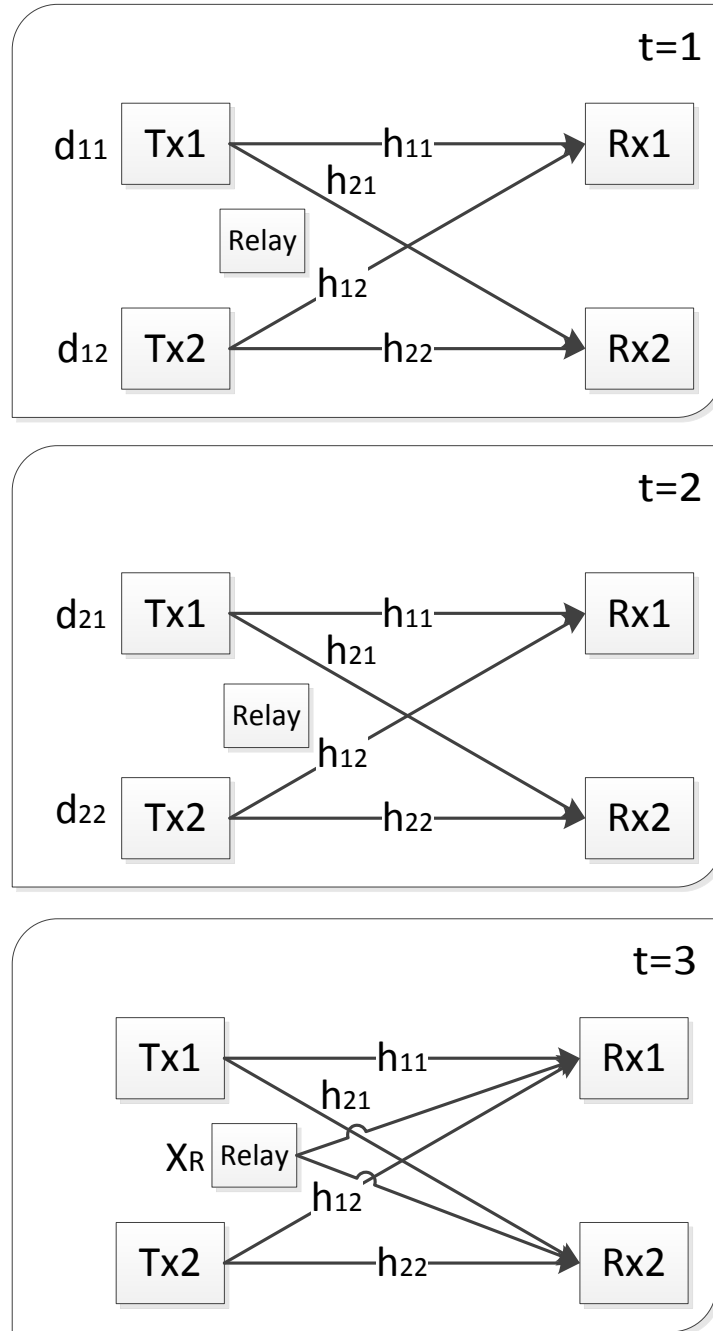 t=1
d11 Tx1 h11 Rx1
h21
Relay
h12
d12 Tx2 h22 Rx2
t=2
d21 Tx1 h11 Rx1
h21
Relay
h12
d22 Tx2 h22 Rx2
t=3
Tx1 h11 Rx1
h21
XR Relay
h12
Tx2 h22 Rx2